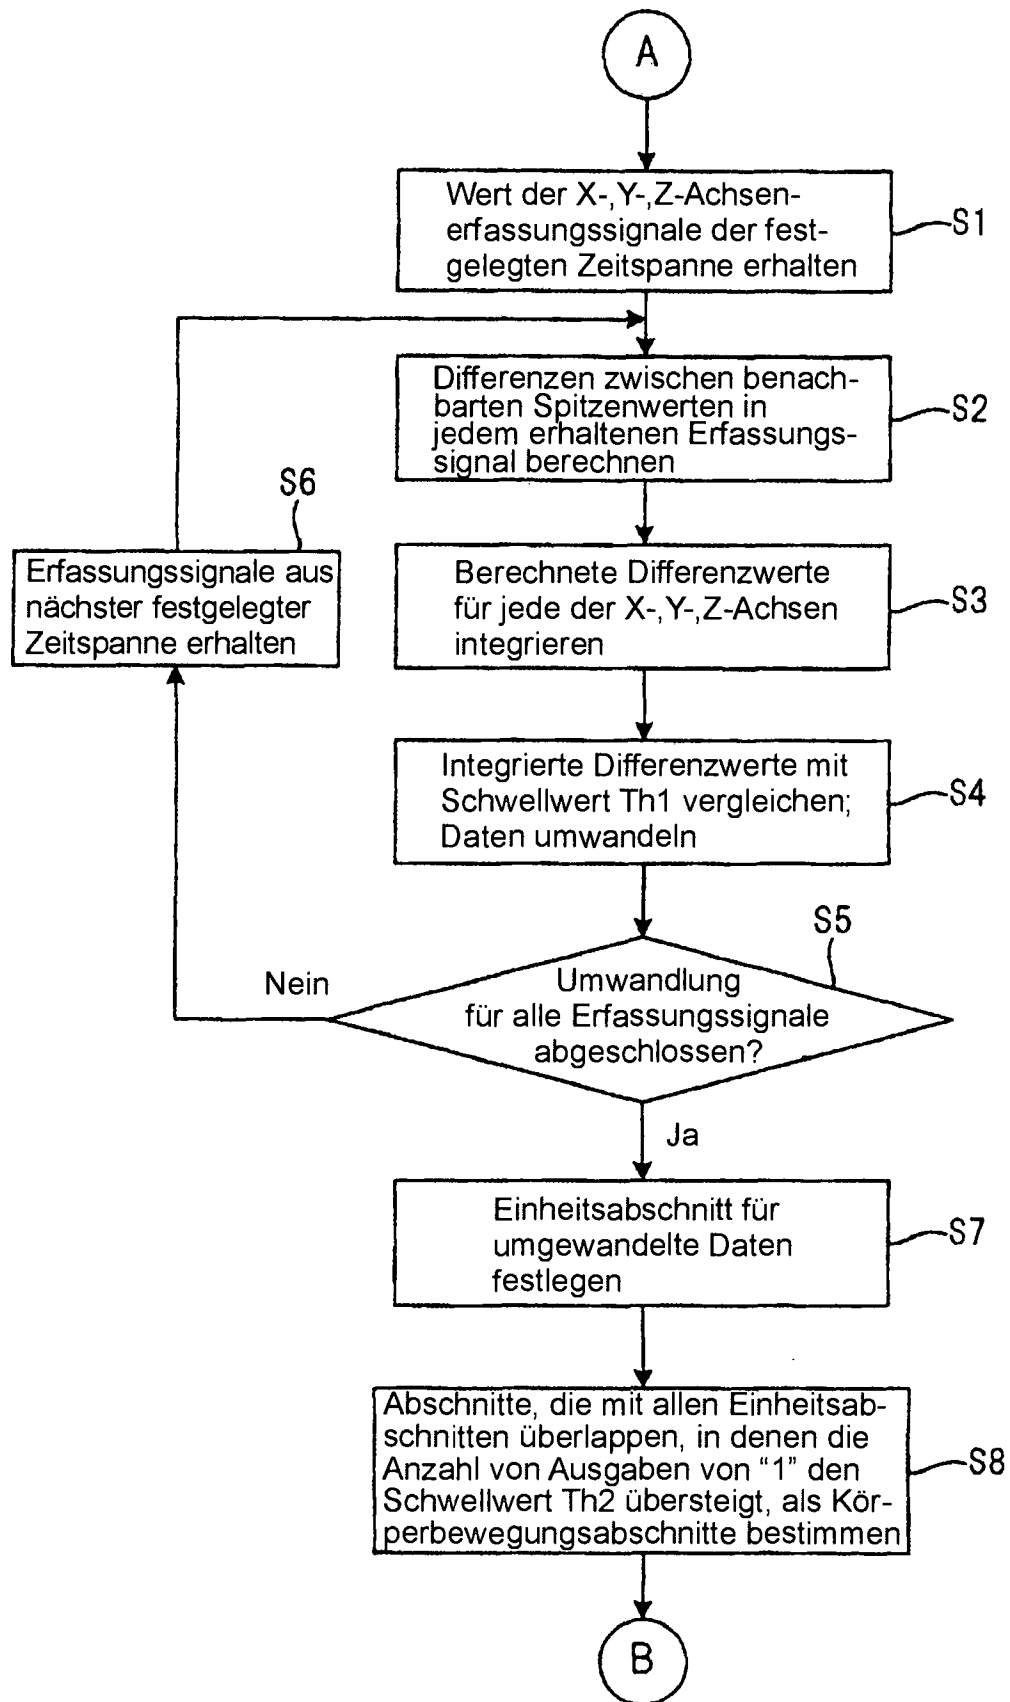 A
Wert der X-,Y-,Z-Achsen-
erfassungssignale der fest-
gelegten Zeitspanne erhalten
S1
Differenzen zwischen benach-
barten Spitzenwerten in
jedem erhaltenen Erfassungs-
signal berechnen
S2
S6
Erfassungssignale aus
nächster festgelegter
Zeitspanne erhalten
Berechnete Differenzwerte
für jede der X-,Y-,Z-Achsen
integrieren
S3
Integrierte Differenzwerte mit
Schwellwert Th1 vergleichen;
Daten umwandeln
S4
S5
Nein
Umwandlung
für alle Erfassungssignale
abgeschlossen?
Ja
Einheitsabschnitt für
umgewandelte Daten
festlegen
S7
Abschnitte, die mit allen Einheitsab-
schnitten überlappen, in denen die
Anzahl von Ausgaben von “1” den
Schwellwert Th2 übersteigt, als Kör-
perbewegungsabschnitte bestimmen
S8
B